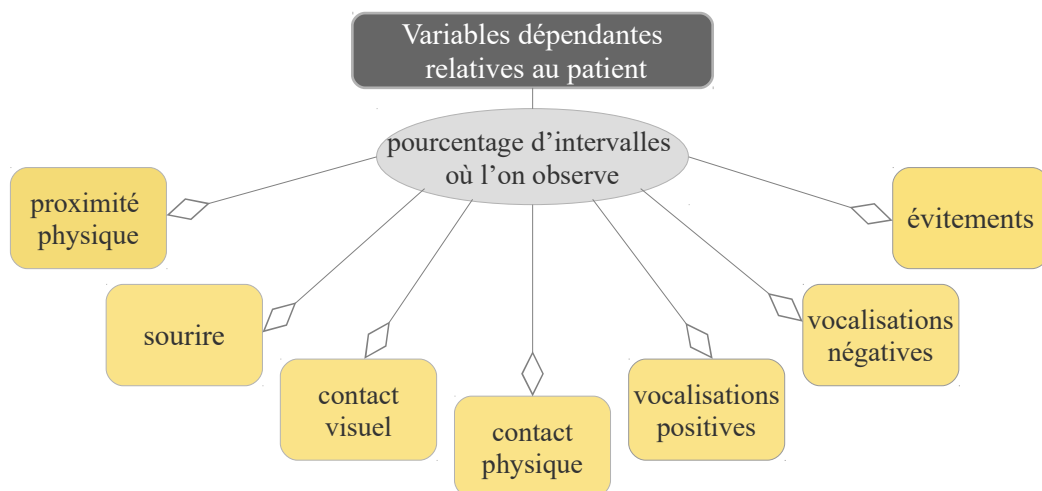 Variables dépendantes
relatives au patient
pourcentage d’intervalles
où l’on observe
proximité
physique
sourire
contact
visuel
contact
physique
vocalisations
positives
vocalisations
négatives
évitements